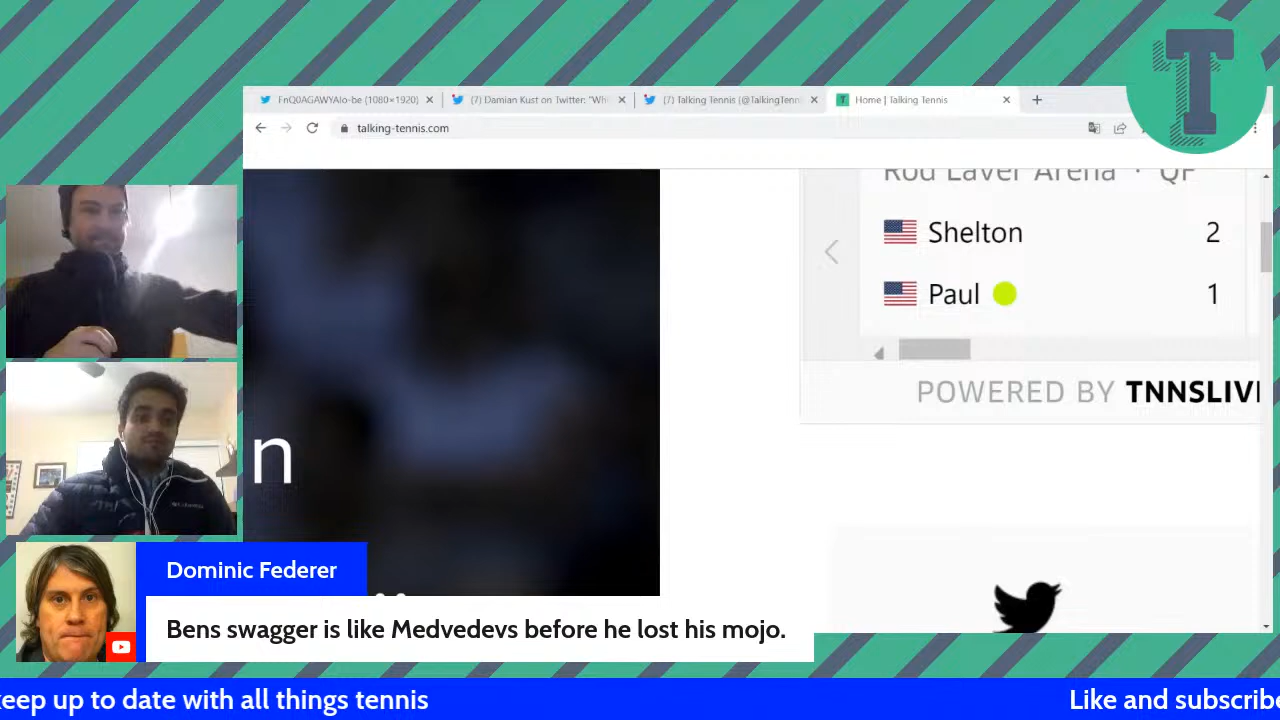 FnQ0AGAWYAIo-be (1080×1920)
(7) Damian Kust on Twitter: "Wh
(7) Talking Tennis (@TalkingTenn
Home | Talking Tennis
talking-tennis.com
T
Rod Laver Arena · QF
Shelton 2
Paul 1
POWERED BY TNNSLIVE
n
Dominic Federer
Bens swagger is like Medvedevs before he lost his mojo.
keep up to date with all things tennis
Like and subscribe